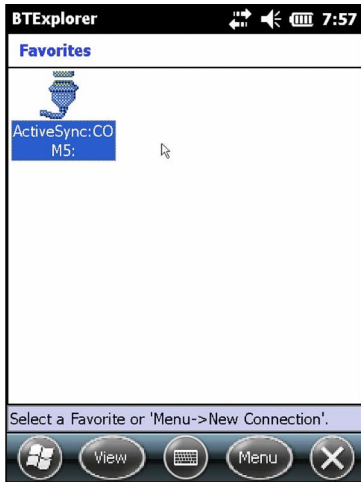 BTExplorer 7:57
Favorites
ActiveSync:CO
M5:
Select a Favorite or 'Menu->New Connection'.
View Menu